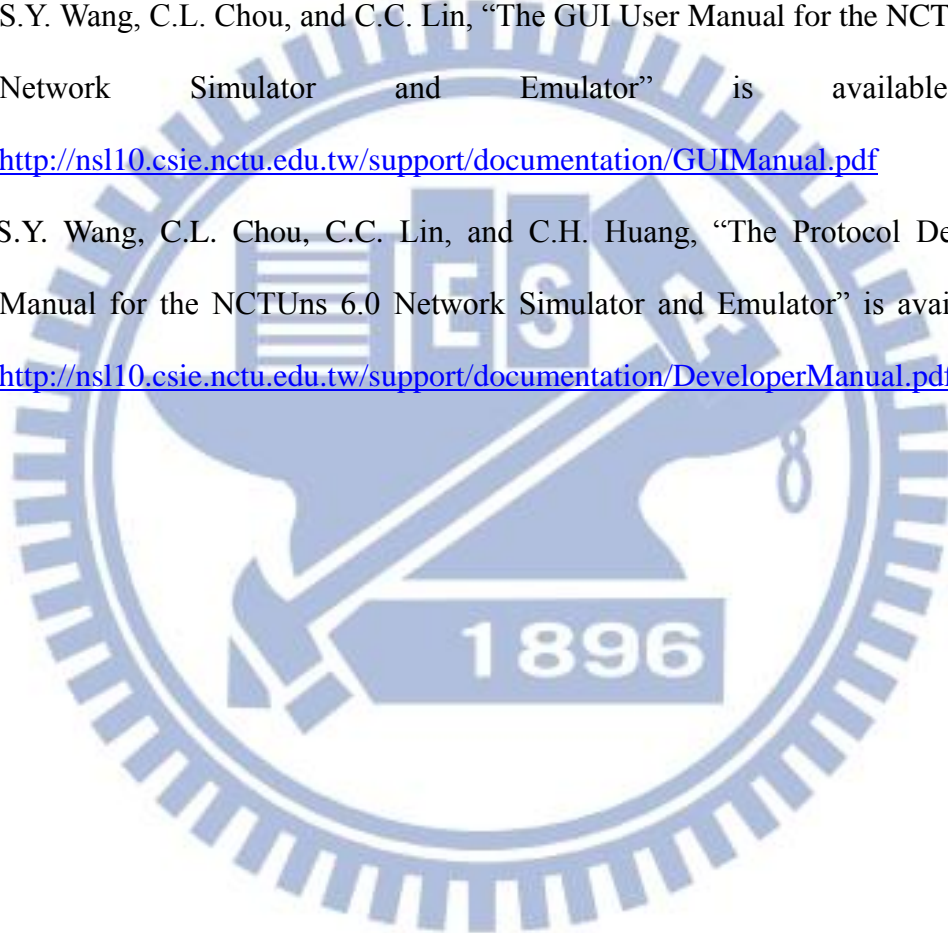 S.Y. Wang, C.L. Chou, and C.C. Lin, “The GUI User Manual for the NCT
Network Simulator and Emulator” is available
http://nsl10.csie.nctu.edu.tw/support/documentation/GUIManual.pdf
S.Y. Wang, C.L. Chou, C.C. Lin, and C.H. Huang, “The Protocol De
Manual for the NCTUns 6.0 Network Simulator and Emulator” is avai
http://nsl10.csie.nctu.edu.tw/support/documentation/DeveloperManual.pdf
E S A
1896